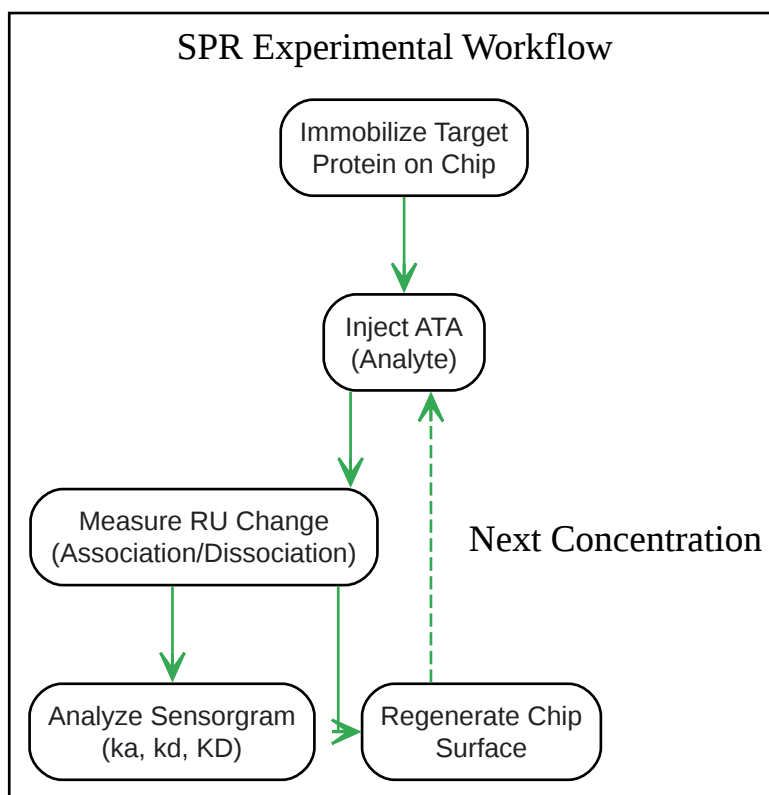 SPR Experimental Workflow
Immobilize Target
Protein on Chip
Inject ATA
(Analyte)
Measure RU Change
(Association/Dissociation)
Next Concentration
Analyze Sensorgram
(ka, kd, KD)
Regenerate Chip
Surface